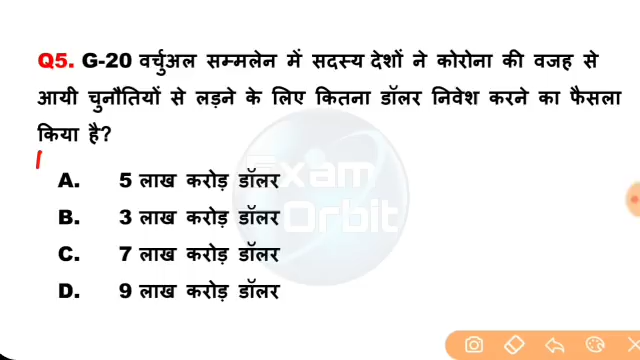 Q5. G-20 वर्चुअल सम्मलेन में सदस्य देशों ने कोरोना की वजह से
आयी चुनौतियों से लड़ने के लिए कितना डॉलर निवेश करने का फैसला
किया है?
A. 5 लाख करोड़ डॉलर
B. 3 लाख करोड़ डॉलर
C. 7 लाख करोड़ डॉलर
D. 9 लाख करोड़ डॉलर
Exam
Orbit